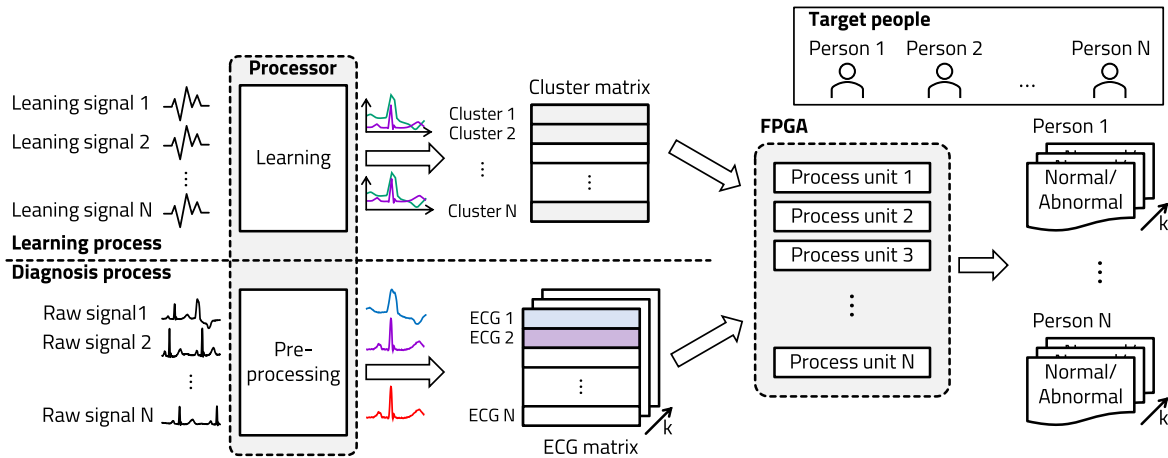 Target people
Person 1
Person 2
Person N
...
Processor
Leaning signal 1
Leaning signal 2
...
Leaning signal N
Learning
Cluster matrix
Cluster 1
Cluster 2
...
Cluster N
...
Learning process
Diagnosis process
Raw signal1
Raw signal 2
...
Raw signal N
Pre-
processing
ECG 1
ECG 2
...
ECG N
k
ECG matrix
FPGA
Process unit 1
Process unit 2
Process unit 3
...
Process unit N
Person 1
Normal/
Abnormal
k
...
Person N
Normal/
Abnormal
k